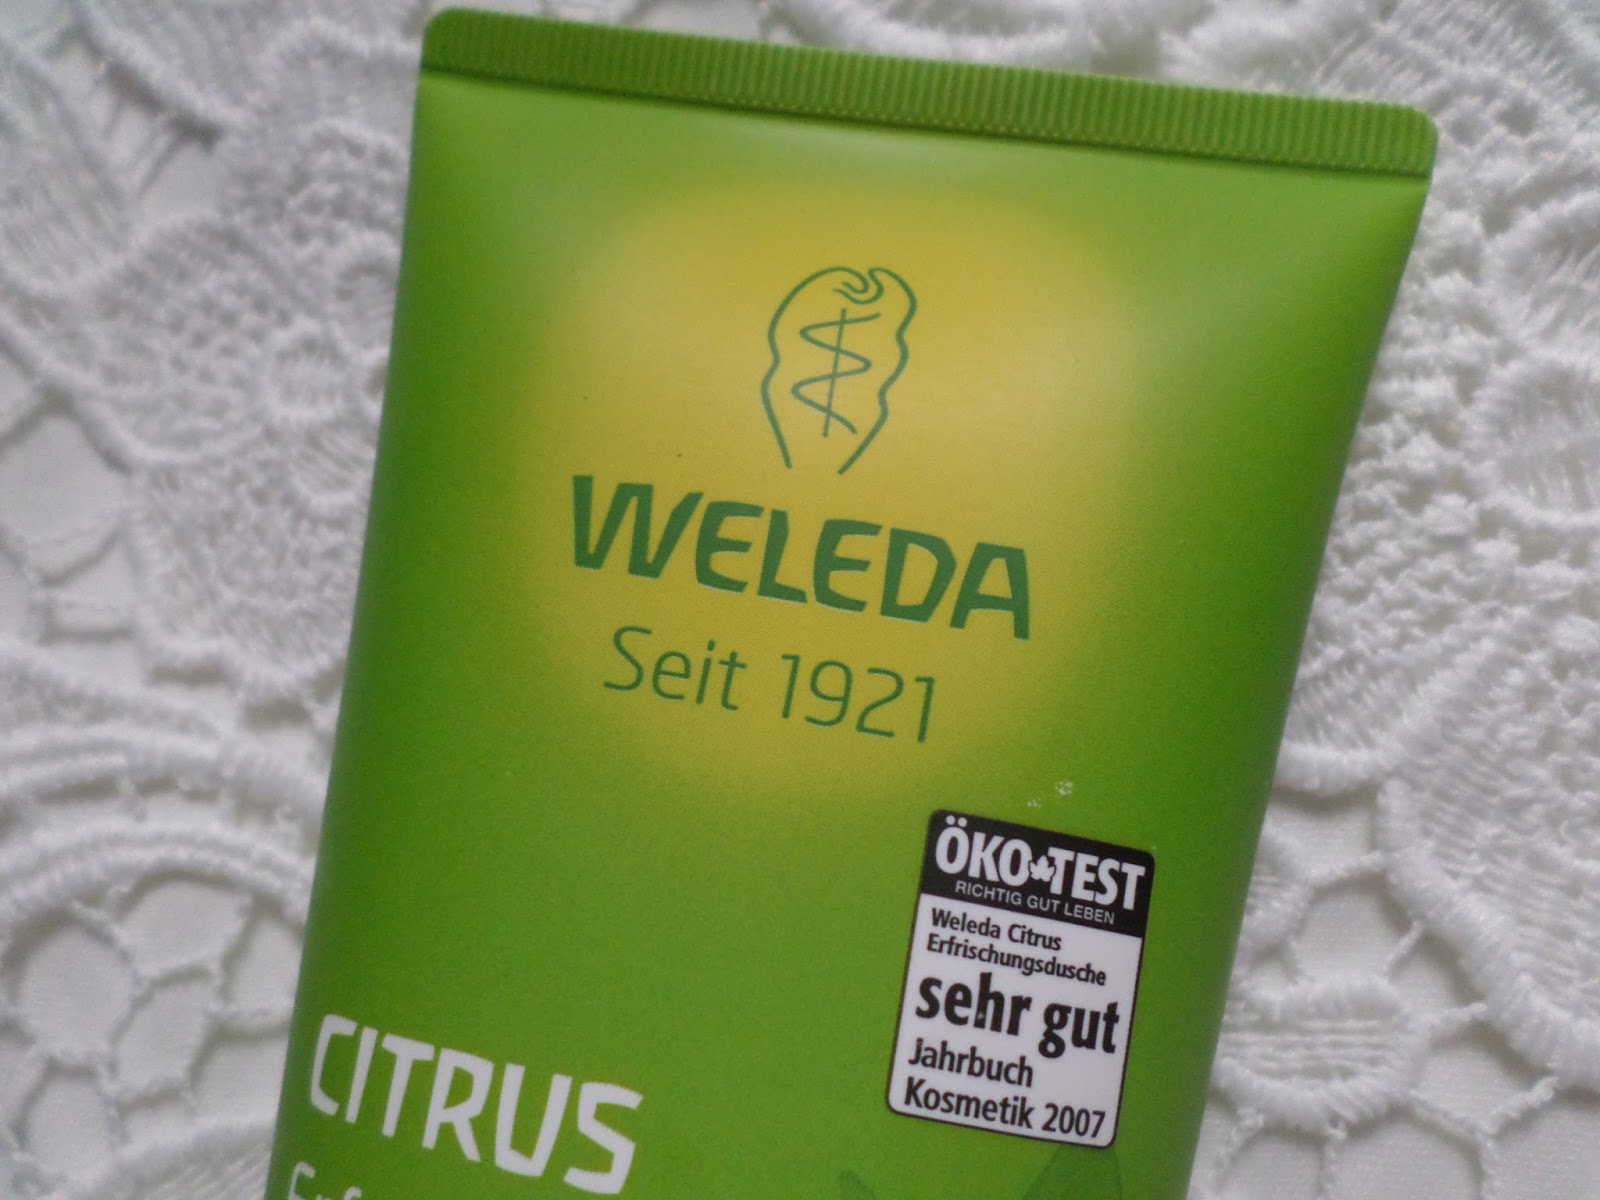 WELEDA
Seit 1921
ÖKO TEST
RICHTIG GUT LEBEN
Weleda Citrus
Erfrischungsdusche
sehr gut
Jahrbuch
Kosmetik 2007
CITRUS